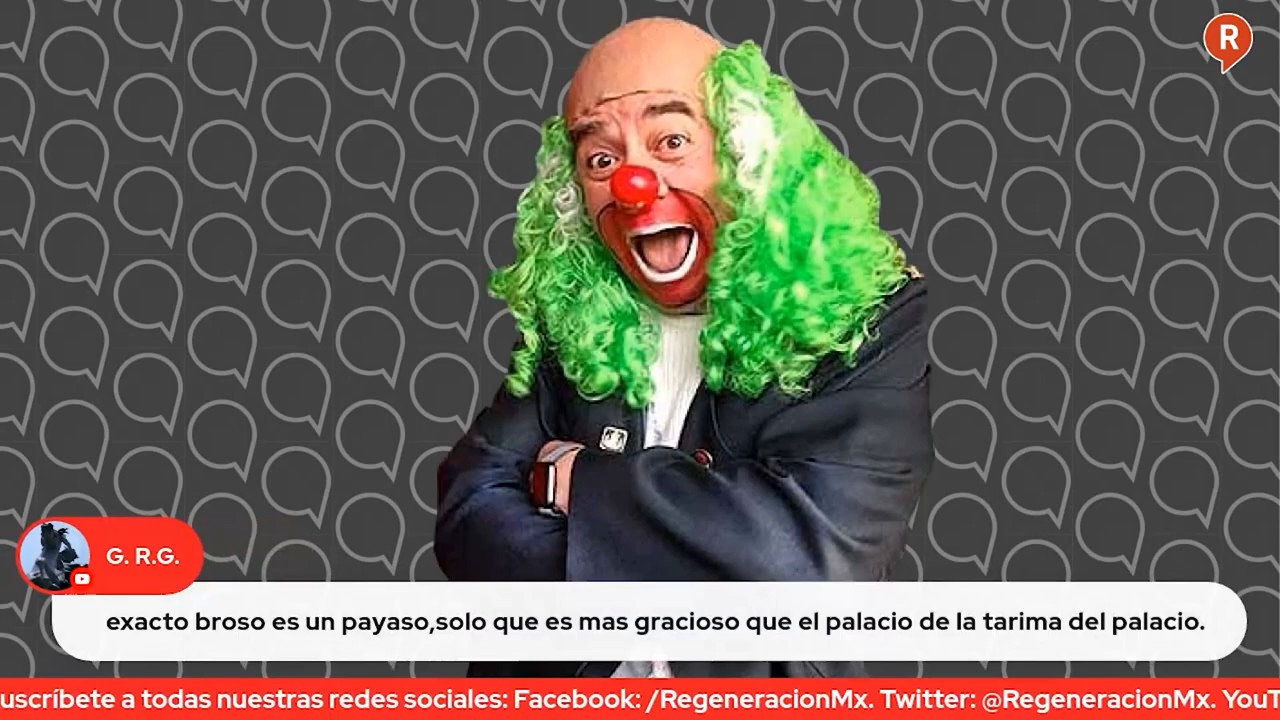 R
G. R.G.
exacto broso es un payaso,solo que es mas gracioso que el palacio de la tarima del palacio.
uscríbete a todas nuestras redes sociales: Facebook: /RegeneracionMx. Twitter: @RegeneracionMx. YouT